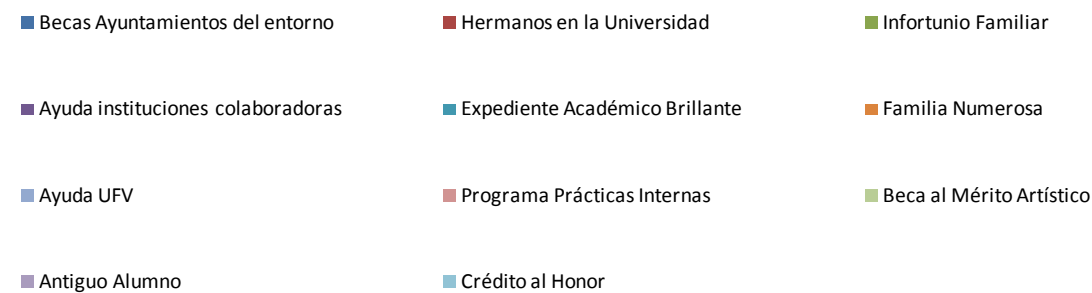 Becas Ayuntamientos del entorno
Hermanos en la Universidad
Infortunio Familiar
Ayuda instituciones colaboradoras
Expediente Académico Brillante
Familia Numerosa
Ayuda UFV
Programa Prácticas Internas
Beca al Mérito Artístico
Antiguo Alumno
Crédito al Honor